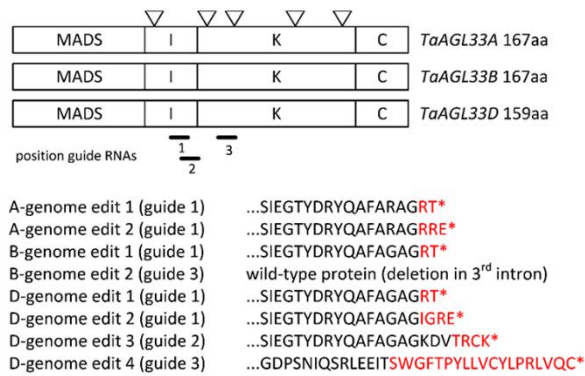 MADS I K C TaAGL33A 167aa
MADS I K C TaAGL33B 167aa
MADS I K C TaAGL33D 159aa
position guide RNAs 1 2 3
A-genome edit 1 (guide 1) ...SIEGTYDRYQAFARAGRT*
A-genome edit 2 (guide 1) ...SIEGTYDRYQAFARAGRRE*
B-genome edit 1 (guide 1) ...SIEGTYDRYQAFAGAGRT*
B-genome edit 2 (guide 3) wild-type protein (deletion in 3rd intron)
D-genome edit 1 (guide 1) ...SIEGTYDRYQAFAGAGRT*
D-genome edit 2 (guide 1) ...SIEGTYDRYQAFAGAGIGRE*
D-genome edit 3 (guide 2) ...SIEGTYDRYQAFAGAGKDVTRCK*
D-genome edit 4 (guide 3) ...GDPSNIQSRLEEITSWGFTPYLLVCYLPRLVQC*